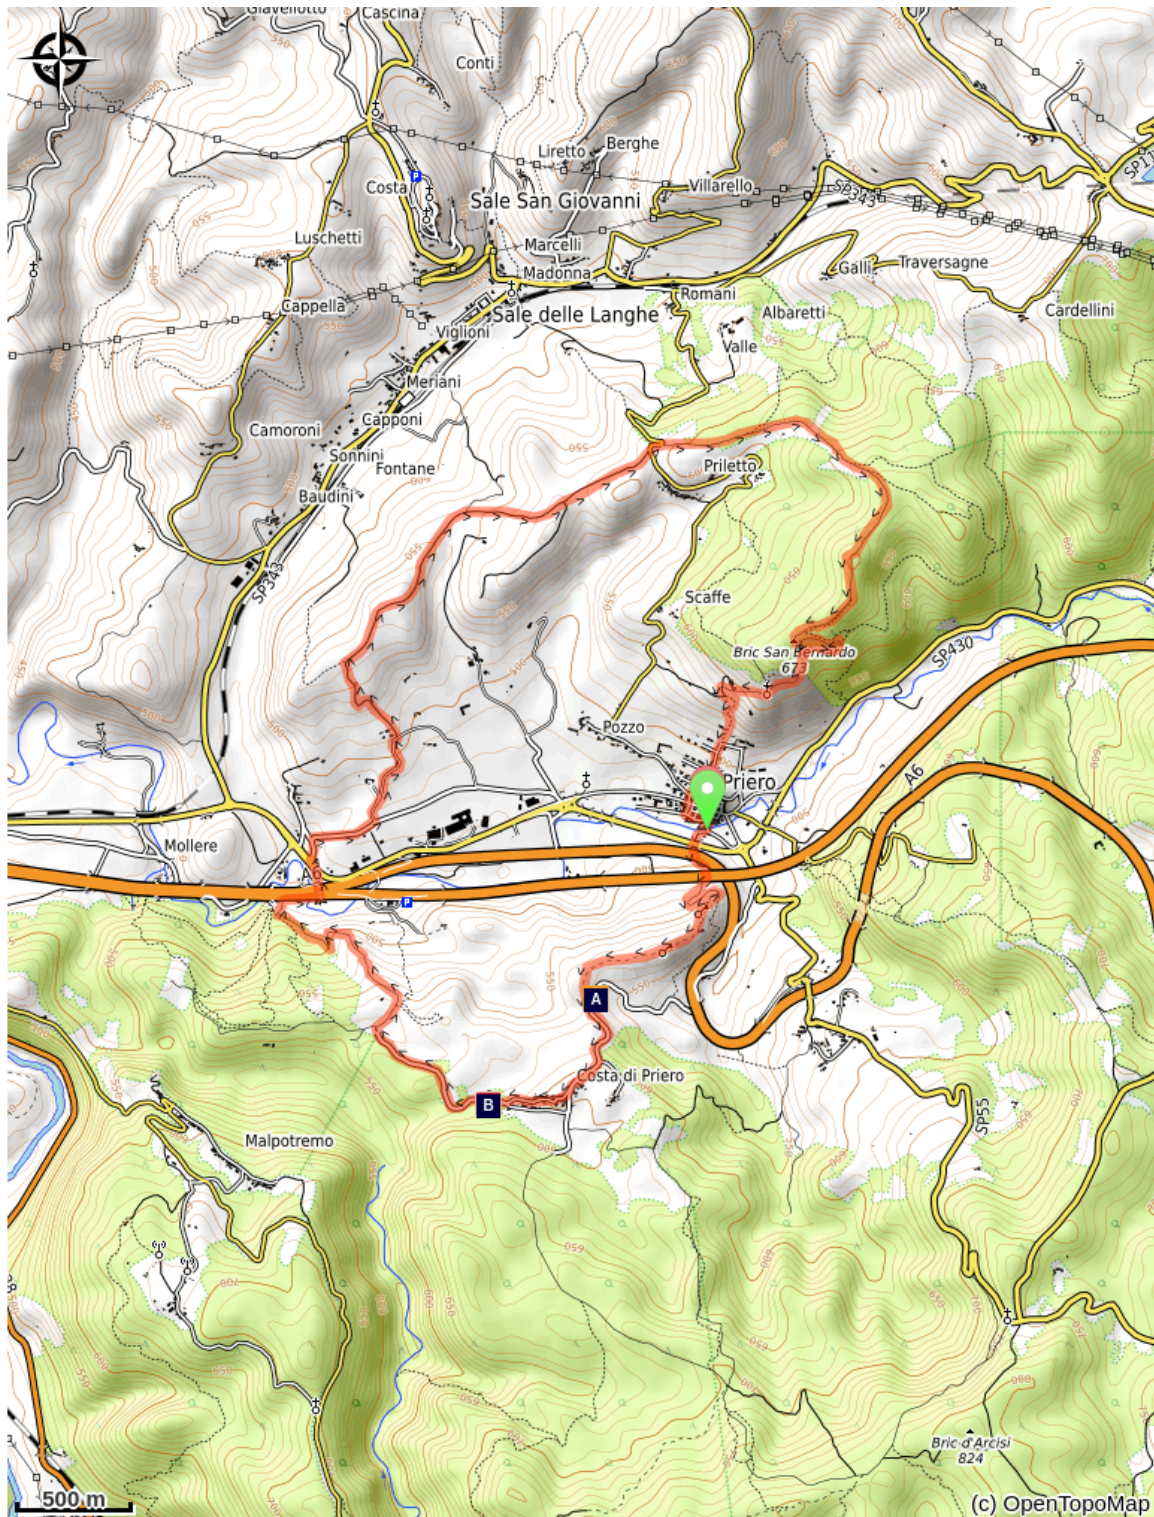 Giavellotto
Cascina
Conti
Liretto
Berghe
Costa
P
Villarello
Sale San Giovanni
SP343
Luschetti
Marcelli
Madonna
Galli
Traversagne
Romani
Cappella
Sale delle Langhe
Albaretti
Cardellini
Viglioni
Valle
Meriani
Gapponi
Camoroni
Sonnini
Fontane
Priletto
Baudini
SP343
Scaffe
Bric San Bernardo
673
SP430
Pozzo
A6
Priero
Mollere
P
A
Costa di Priero
B
SP55
Malpotremo
Bric d'Arcisi
824
500 m
(c) OpenTopoMap